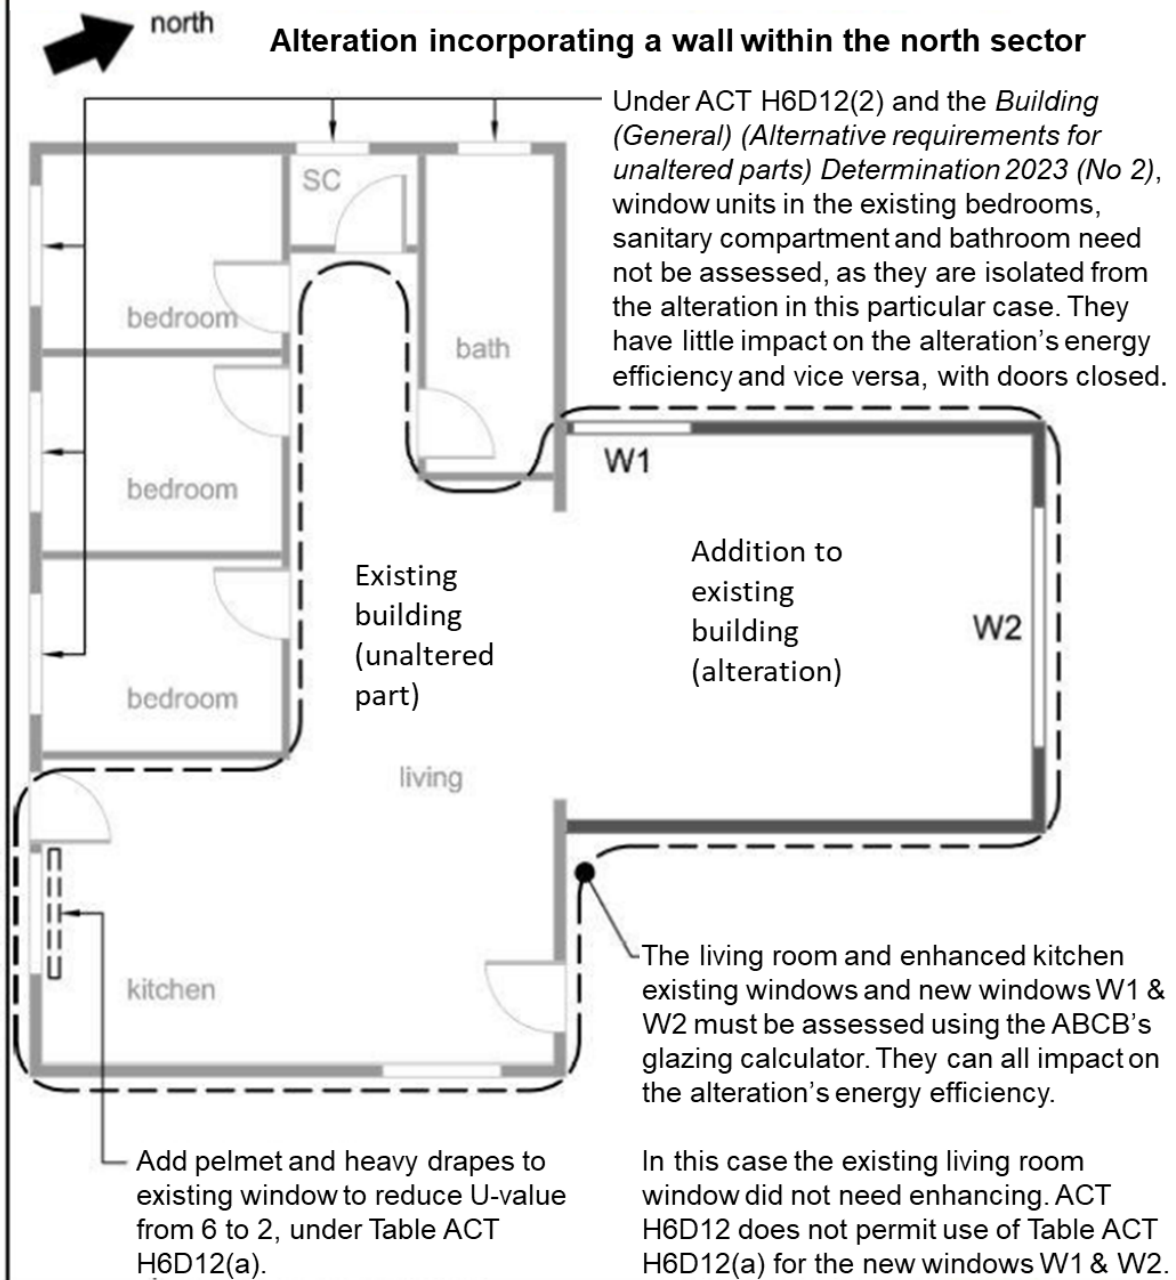 north
Alteration incorporating a wall within the north sector
Under ACT H6D12(2) and the Building
(General) (Alternative requirements for
unaltered parts) Determination 2023 (No 2),
window units in the existing bedrooms,
sanitary compartment and bathroom need
not be assessed, as they are isolated from
the alteration in this particular case. They
have little impact on the alteration's energy
efficiency and vice versa, with doors closed.
SC
bedroom
bath
W1
bedroom
Existing
building
(unaltered
part)
Addition to
existing
building
(alteration)
W2
bedroom
living
kitchen
The living room and enhanced kitchen
existing windows and new windows W1 &
W2 must be assessed using the ABCB's
glazing calculator. They can all impact on
the alteration's energy efficiency.
Add pelmet and heavy drapes to
existing window to reduce U-value
from 6 to 2, under Table ACT
H6D12(a).
In this case the existing living room
window did not need enhancing. ACT
H6D12 does not permit use of Table ACT
H6D12(a) for the new windows W1 & W2.